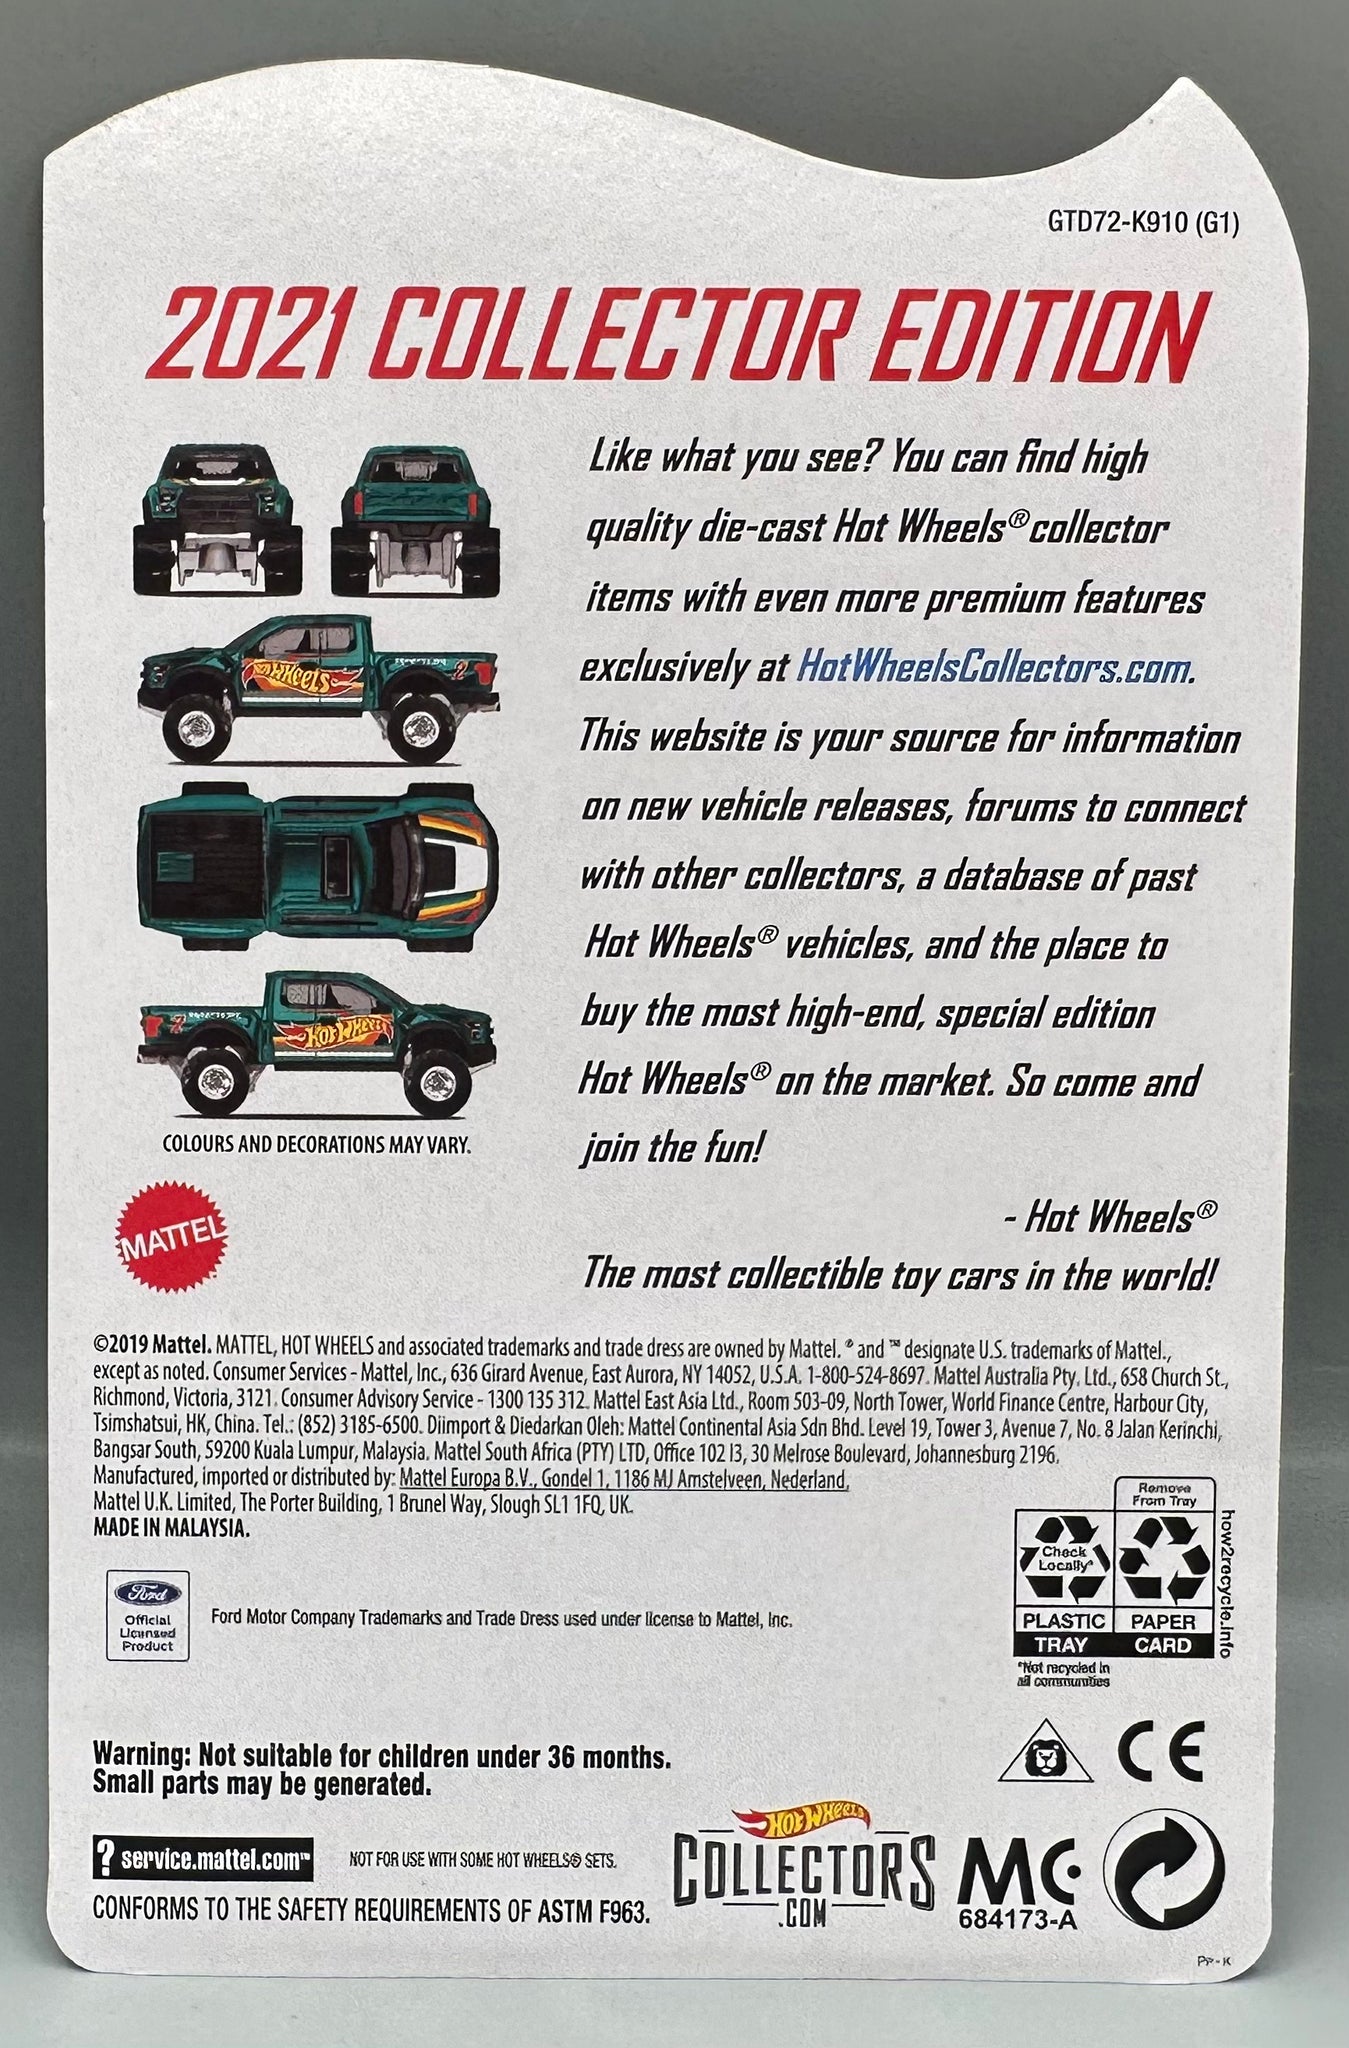 GTD72-K910 (G1)
2021 COLLECTOR EDITION
Like what you see? You can find high
quality die-cast Hot Wheels® collector
items with even more premium features
exclusively at HotWheelsCollectors.com.
This website is your source for information
on new vehicle releases, forums to connect
with other collectors, a database of past
Hot Wheels® vehicles, and the place to
buy the most high-end, special edition
Hot Wheels® on the market. So come and
join the fun!
- Hot Wheels®
The most collectible toy cars in the world!
WHEELS
HOT WHEELS
COLOURS AND DECORATIONS MAY VARY.
MATTEL
©2019 Mattel. MATTEL, HOT WHEELS and associated trademarks and trade dress are owned by Mattel. ® and ™ designate U.S. trademarks of Mattel.,
except as noted. Consumer Services - Mattel, Inc., 636 Girard Avenue, East Aurora, NY 14052, U.S.A. 1-800-524-8697. Mattel Australia Pty. Ltd., 658 Church St.,
Richmond, Victoria, 3121. Consumer Advisory Service - 1300 135 312. Mattel East Asia Ltd., Room 503-09, North Tower, World Finance Centre, Harbour City,
Tsimshatsui, HK, China. Tel.: (852) 3185-6500. Diimport & Diedarkan Oleh: Mattel Continental Asia Sdn Bhd. Level 19, Tower 3, Avenue 7, No. 8 Jalan Kerinchi,
Bangsar South, 59200 Kuala Lumpur, Malaysia. Mattel South Africa (PTY) LTD, Office 102 I3, 30 Melrose Boulevard, Johannesburg 2196.
Manufactured, imported or distributed by: Mattel Europa B.V., Gondel 1, 1186 MJ Amstelveen, Nederland.
Mattel U.K. Limited, The Porter Building, 1 Brunel Way, Slough SL1 1FQ, UK.
MADE IN MALAYSIA.
Remove
From Tray
Check
Locally*
PLASTIC
TRAY
PAPER
CARD
how2recycle.info
*Not recycled in
all communities
Ford
Official
Licensed
Product
Ford Motor Company Trademarks and Trade Dress used under license to Mattel, Inc.
Warning: Not suitable for children under 36 months.
Small parts may be generated.
CE
? service.mattel.com™
NOT FOR USE WITH SOME HOT WHEELS® SETS.
CONFORMS TO THE SAFETY REQUIREMENTS OF ASTM F963.
HOT WHEELS
COLLECTORS
.COM
MC
684173-A
PP-K